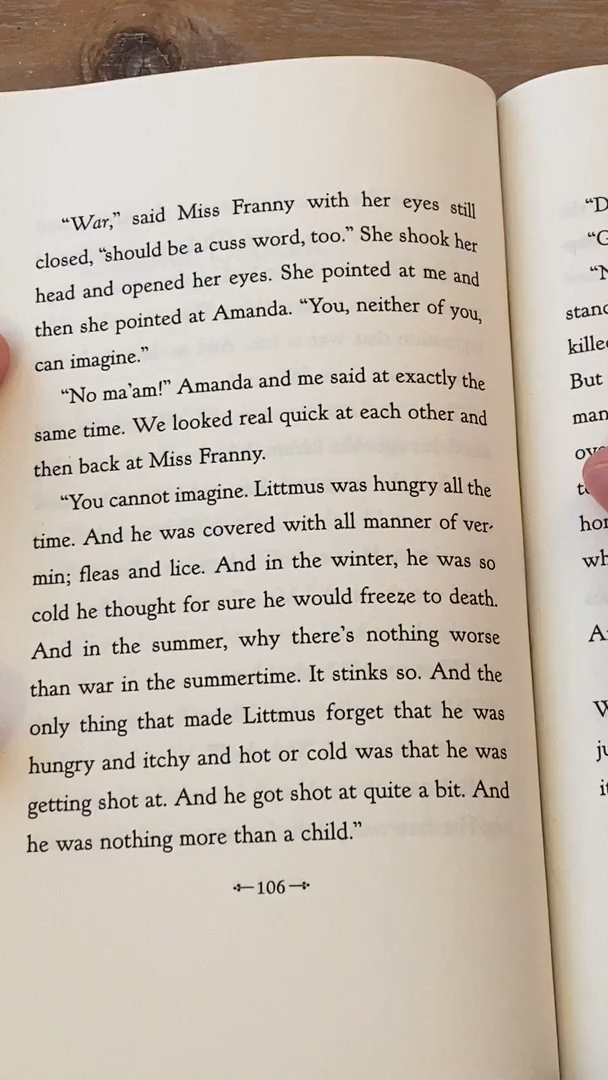 “War,” said Miss Franny with her eyes still
closed, “should be a cuss word, too.” She shook her
head and opened her eyes. She pointed at me and
then she pointed at Amanda. “You, neither of you,
can imagine.”
“No ma’am!” Amanda and me said at exactly the
same time. We looked real quick at each other and
then back at Miss Franny.
“You cannot imagine. Littmus was hungry all the
time. And he was covered with all manner of ver-
min; fleas and lice. And in the winter, he was so
cold he thought for sure he would freeze to death.
And in the summer, why there’s nothing worse
than war in the summertime. It stinks so. And the
only thing that made Littmus forget that he was
hungry and itchy and hot or cold was that he was
getting shot at. And he got shot at quite a bit. And
he was nothing more than a child.”
106
But